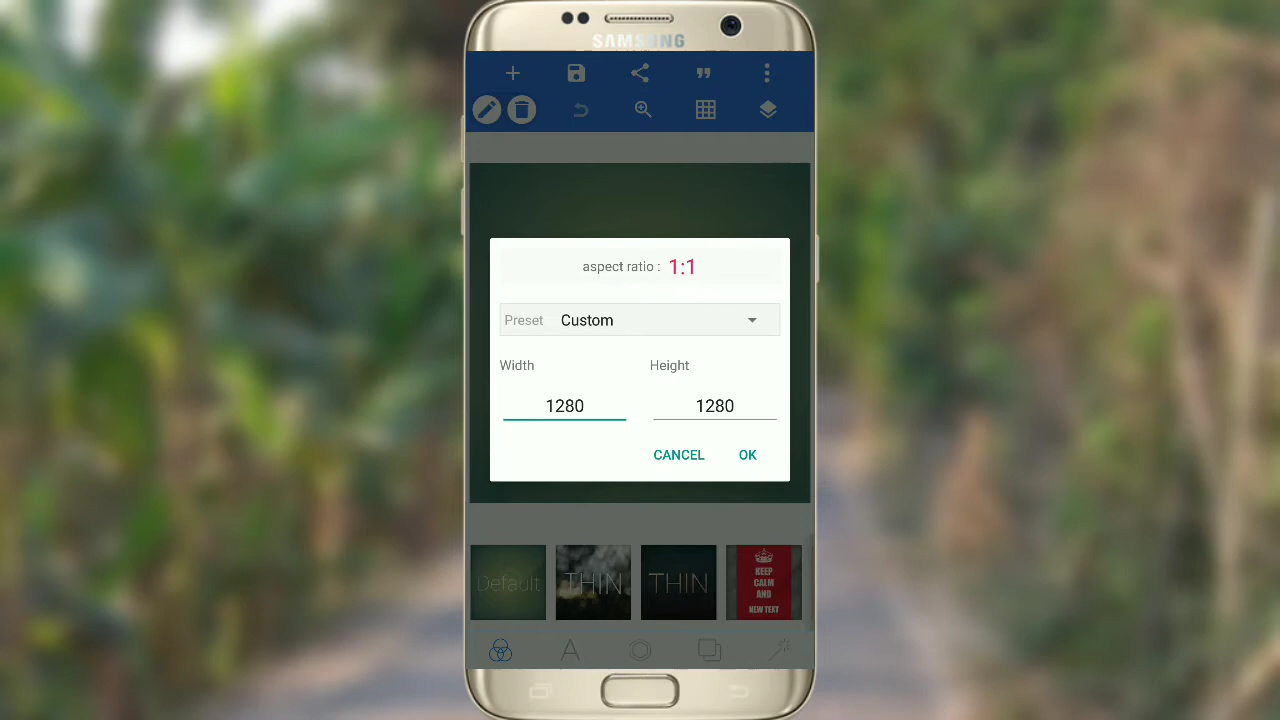 SAMSUNG
aspect ratio : 1:1
Preset Custom
Width Height
1280 1280
CANCEL OK
Default THIN THIN KEEP
CALM
AND
NEW TEXT